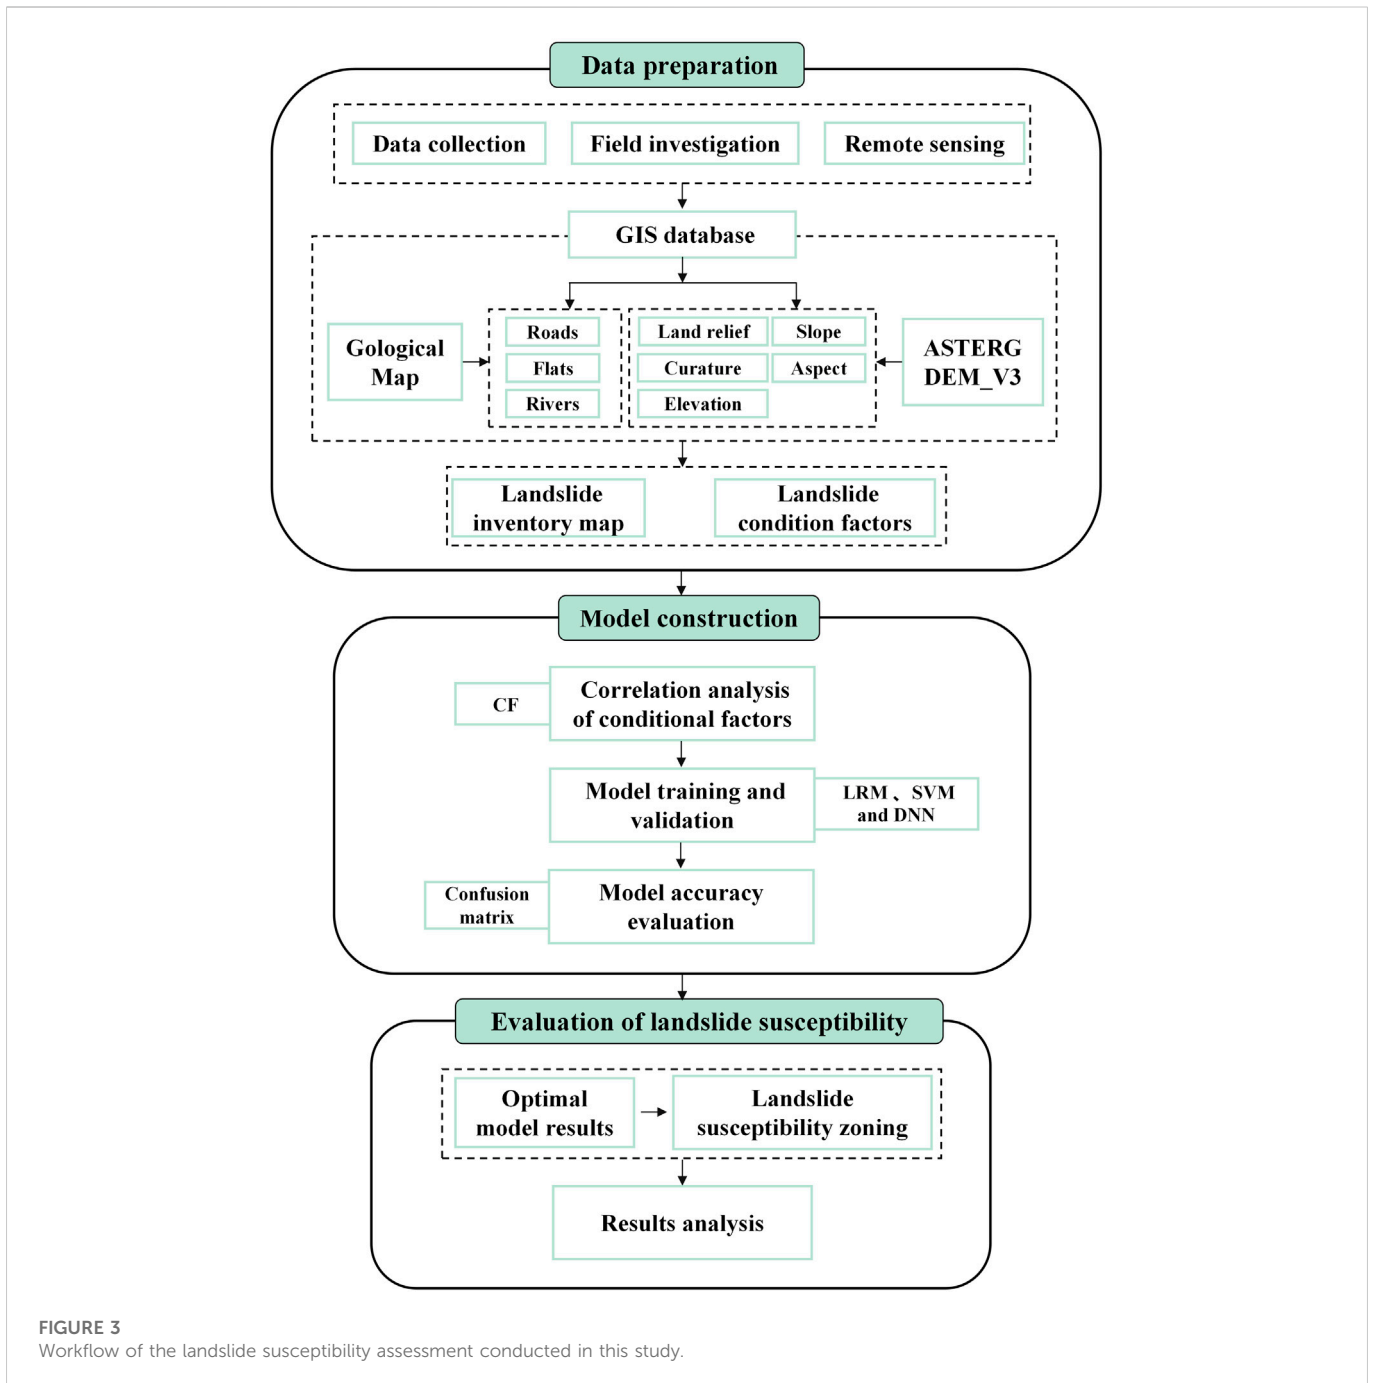 Data preparation
Data collection
Field investigation
Remote sensing
GIS database
Gological
Map
Roads
Flats
Rivers
Land relief
Slope
Curature
Aspect
Elevation
ASTERG
DEM_V3
Landslide
inventory map
Landslide
condition factors
Model construction
CF
Correlation analysis
of conditional factors
Model training and
validation
LRM 、SVM
and DNN
Confusion
matrix
Model accuracy
evaluation
Evaluation of landslide susceptibility
Optimal
model results
Landslide
susceptibility zoning
Results analysis
FIGURE 3
Workflow of the landslide susceptibility assessment conducted in this study.